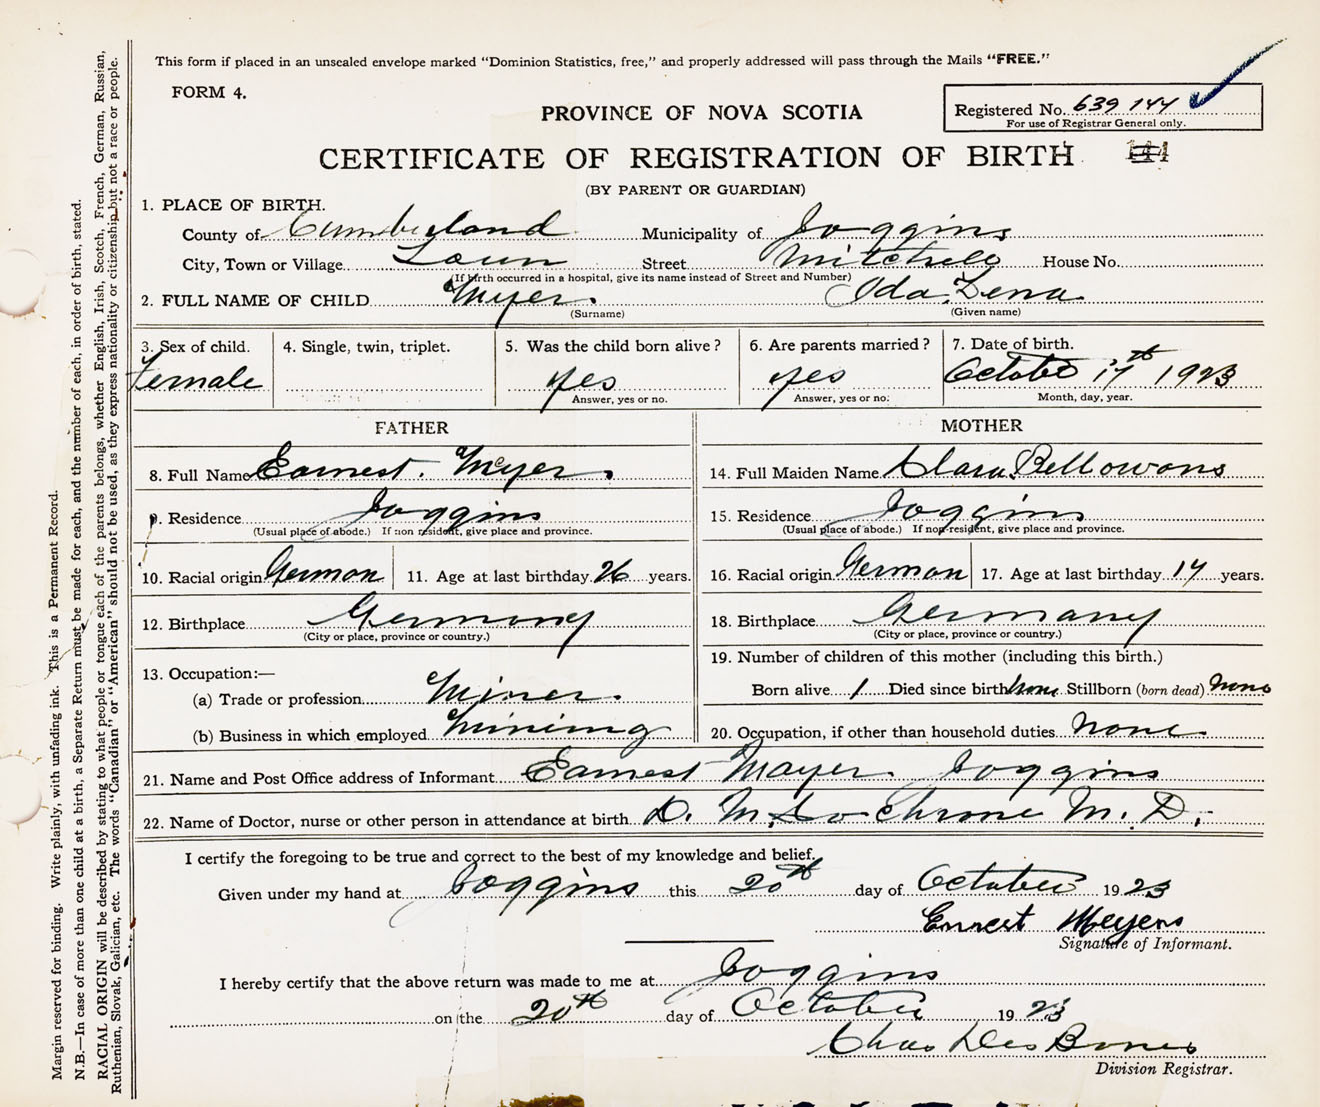 This form if placed in an unsealed envelope marked "Dominion Statistics, free," and properly addressed will pass through the Mails "FREE."
FORM 4.
PROVINCE OF NOVA SCOTIA
Registered No. 639 144
For use of Registrar General only.
CERTIFICATE OF REGISTRATION OF BIRTH 144
(BY PARENT OR GUARDIAN)
1. PLACE OF BIRTH.
County of Cumberland Municipality of Joggins
City, Town or Village Town Street Mitchell House No.
(If birth occurred in a hospital, give its name instead of Street and Number)
2. FULL NAME OF CHILD Myer. Ida Lena
(Surname) (Given name)
3. Sex of child. 4. Single, twin, triplet. 5. Was the child born alive? 6. Are parents married? 7. Date of birth.
Female yes yes October 17th 1923
Answer, yes or no. Answer, yes or no. Month, day, year.
FATHER MOTHER
8. Full Name Earnest. Meyer. 14. Full Maiden Name Clara
9. Residence Joggins 15. Residence Joggins
(Usual place of abode.) If non resident, give place and province. (Usual place of abode.) If non-resident, give place and province.
10. Racial origin German 11. Age at last birthday 26 years. 16. Racial origin German 17. Age at last birthday years.
12. Birthplace Germany 18. Birthplace Germany
(City or place, province or country.) (City or place, province or country.)
19. Number of children of this mother (including this birth.)
13. Occupation:—
(a) Trade or profession Miner. Born alive 1 Died since birth none Stillborn (born dead) none
(b) Business in which employed Mining 20. Occupation, if other than household duties none
21. Name and Post Office address of Informant Earnest Mayer. Joggins
22. Name of Doctor, nurse or other person in attendance at birth D. M. M. D.
I certify the foregoing to be true and correct to the best of my knowledge and belief.
Given under my hand at Joggins this 20th day of October 1923
Ernest Meyers
Signature of Informant.
I hereby certify that the above return was made to me at Joggins
on the 20th day of October 1923
Chas
Division Registrar.
Margin reserved for binding. Write plainly, with unfading ink. This is a Permanent Record.
N.B.—In case of more than one child at a birth, a Separate Return must be made for each, and the number of each, in order of birth, stated.
RACIAL ORIGIN will be described by stating to what people or tongue each of the parents belongs, whether English, Irish, Scotch, French, German, Russian,
Ruthenian, Slovak, Galician, etc. The words "Canadian" or "American" should not be used, as they express nationality or citizenship but not a race or people.